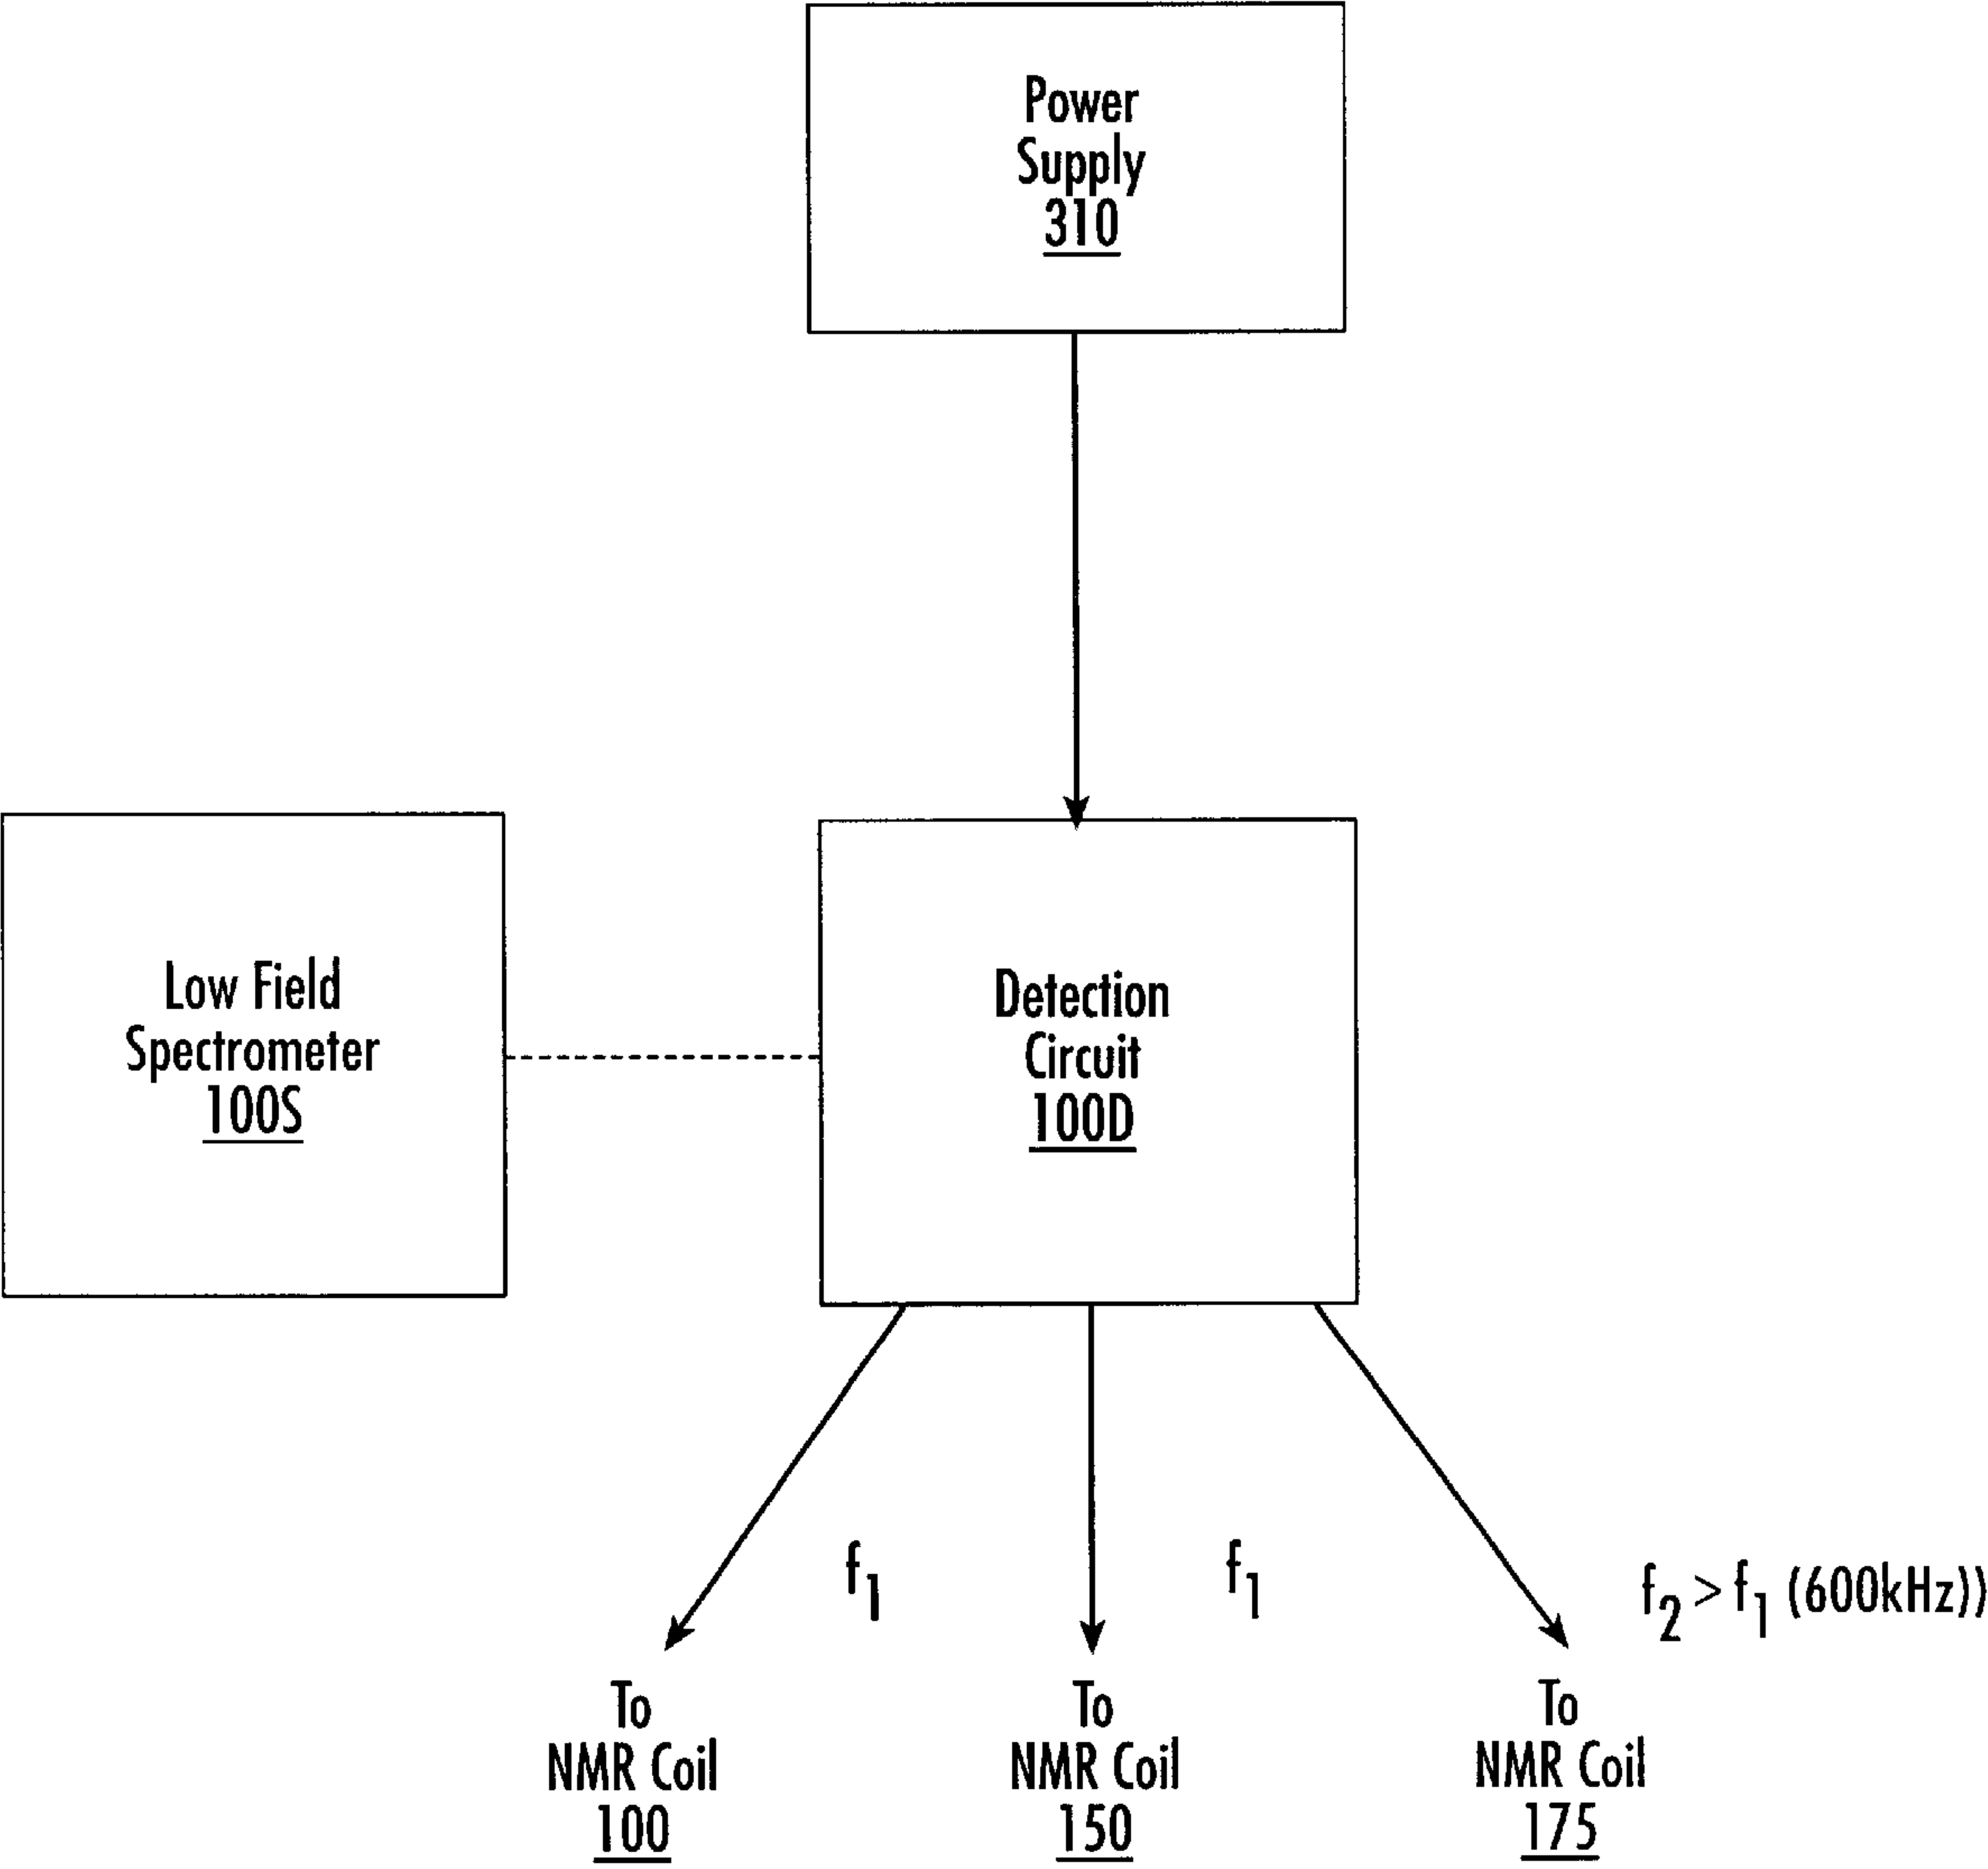 Power
Supply
310
Low Field
Spectrometer
100S
Detection
Circuit
100D
f1
f1
f2 > f1 (600kHz))
To
NMR Coil
100
To
NMR Coil
150
To
NMR Coil
175